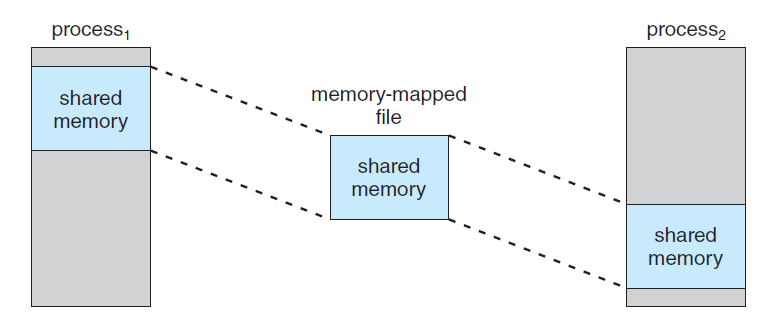 process₁
shared
memory
memory-mapped
file
shared
memory
process₂
shared
memory